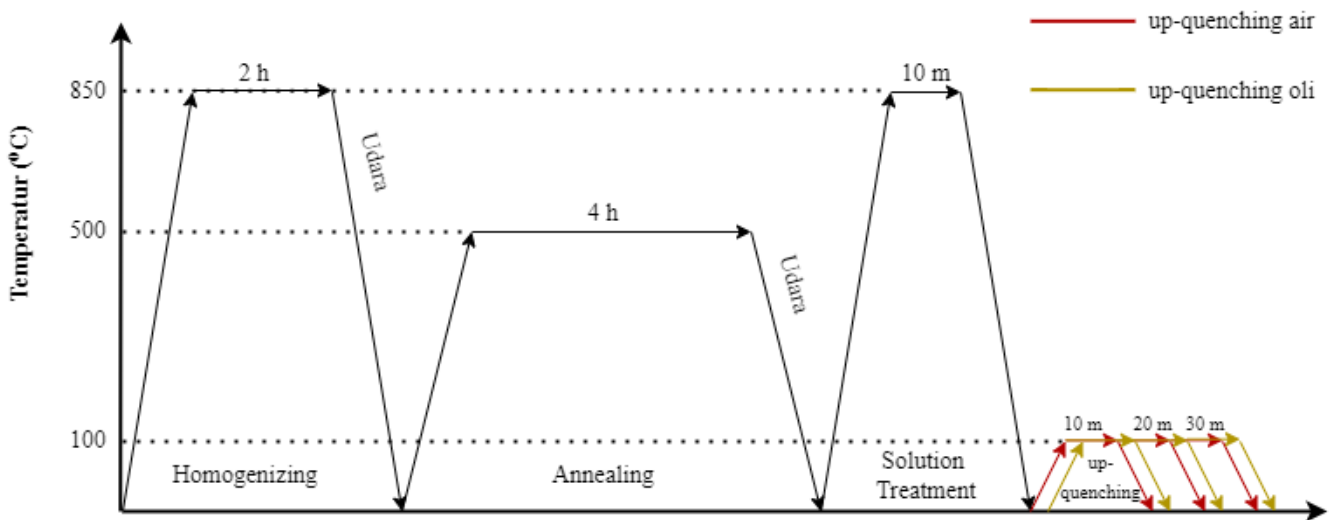 up-quenching air
up-quenching oli
Temperatur (⁰C)
850
500
100
2 h
Udara
4 h
Udara
10 m
10 m
20 m
30 m
Homogenizing
Annealing
Solution
Treatment
up-
quenching